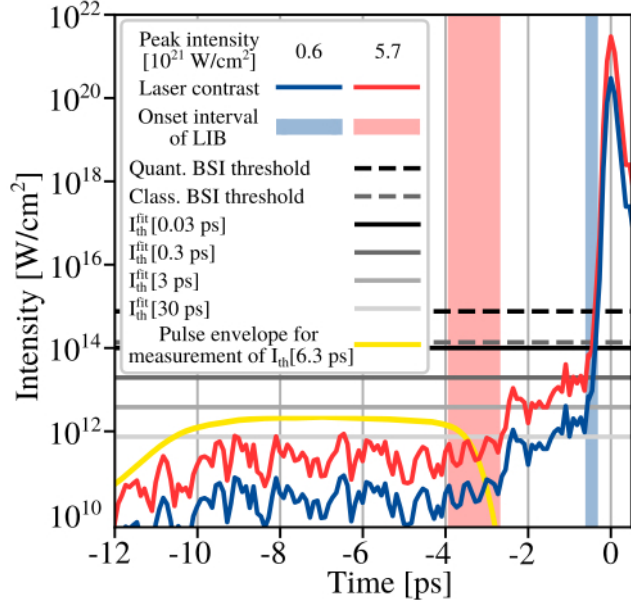 Intensity [W/cm²]
10²²
10²⁰
10¹⁸
10¹⁶
10¹⁴
10¹²
10¹⁰
Peak intensity 0.6 5.7
[10²¹ W/cm²]
Laser contrast
Onset interval
of LIB
Quant. BSI threshold
Class. BSI threshold
I_th^fit[0.03 ps]
I_th^fit[0.3 ps]
I_th^fit[3 ps]
I_th^fit[30 ps]
Pulse envelope for
measurement of I_th[6.3 ps]
-12 -10 -8 -6 -4 -2 0
Time [ps]